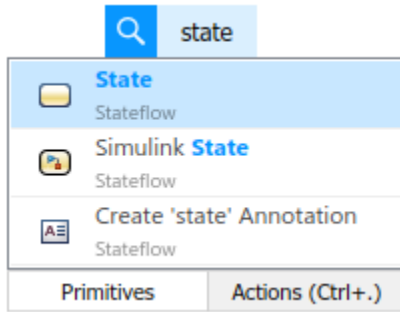 state
State
Stateflow
Simulink State
Stateflow
A
Create 'state' Annotation
Stateflow
Primitives Actions (Ctrl+.)